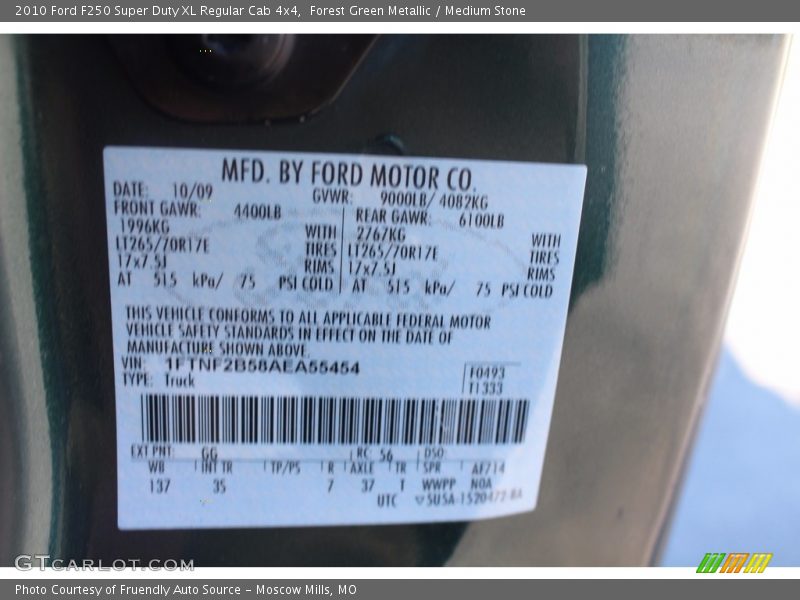 2010 Ford F250 Super Duty XL Regular Cab 4x4,  Forest Green Metallic / Medium Stone
MFD. BY FORD MOTOR CO.
DATE: 10/09 GVWR: 9000LB/ 4082KG
FRONT GAWR: 4400LB REAR GAWR: 6100LB
1996KG WITH 2767KG WITH
LT265/70R17E TIRES LT265/70R17E TIRES
17x7.5J RIMS 17x7.5J RIMS
AT 515 kPa/ 75 PSI COLD AT 515 kPa/ 75 PSI COLD
THIS VEHICLE CONFORMS TO ALL APPLICABLE FEDERAL MOTOR
VEHICLE SAFETY STANDARDS IN EFFECT ON THE DATE OF
MANUFACTURE SHOWN ABOVE.
VIN: 1FTNF2B58AEA55454
TYPE: Truck
F0493
T1333
EXT PNT: GG RC: 56 DSO:
WB INT TR TP/PS R AXLE TR SPR AF714
137 35 7 37 T WWPP N0A
UTC ▽5U5A-1520472-BA
GTCarLot.com
Photo Courtesy of Fruendly Auto Source – Moscow Mills, MO